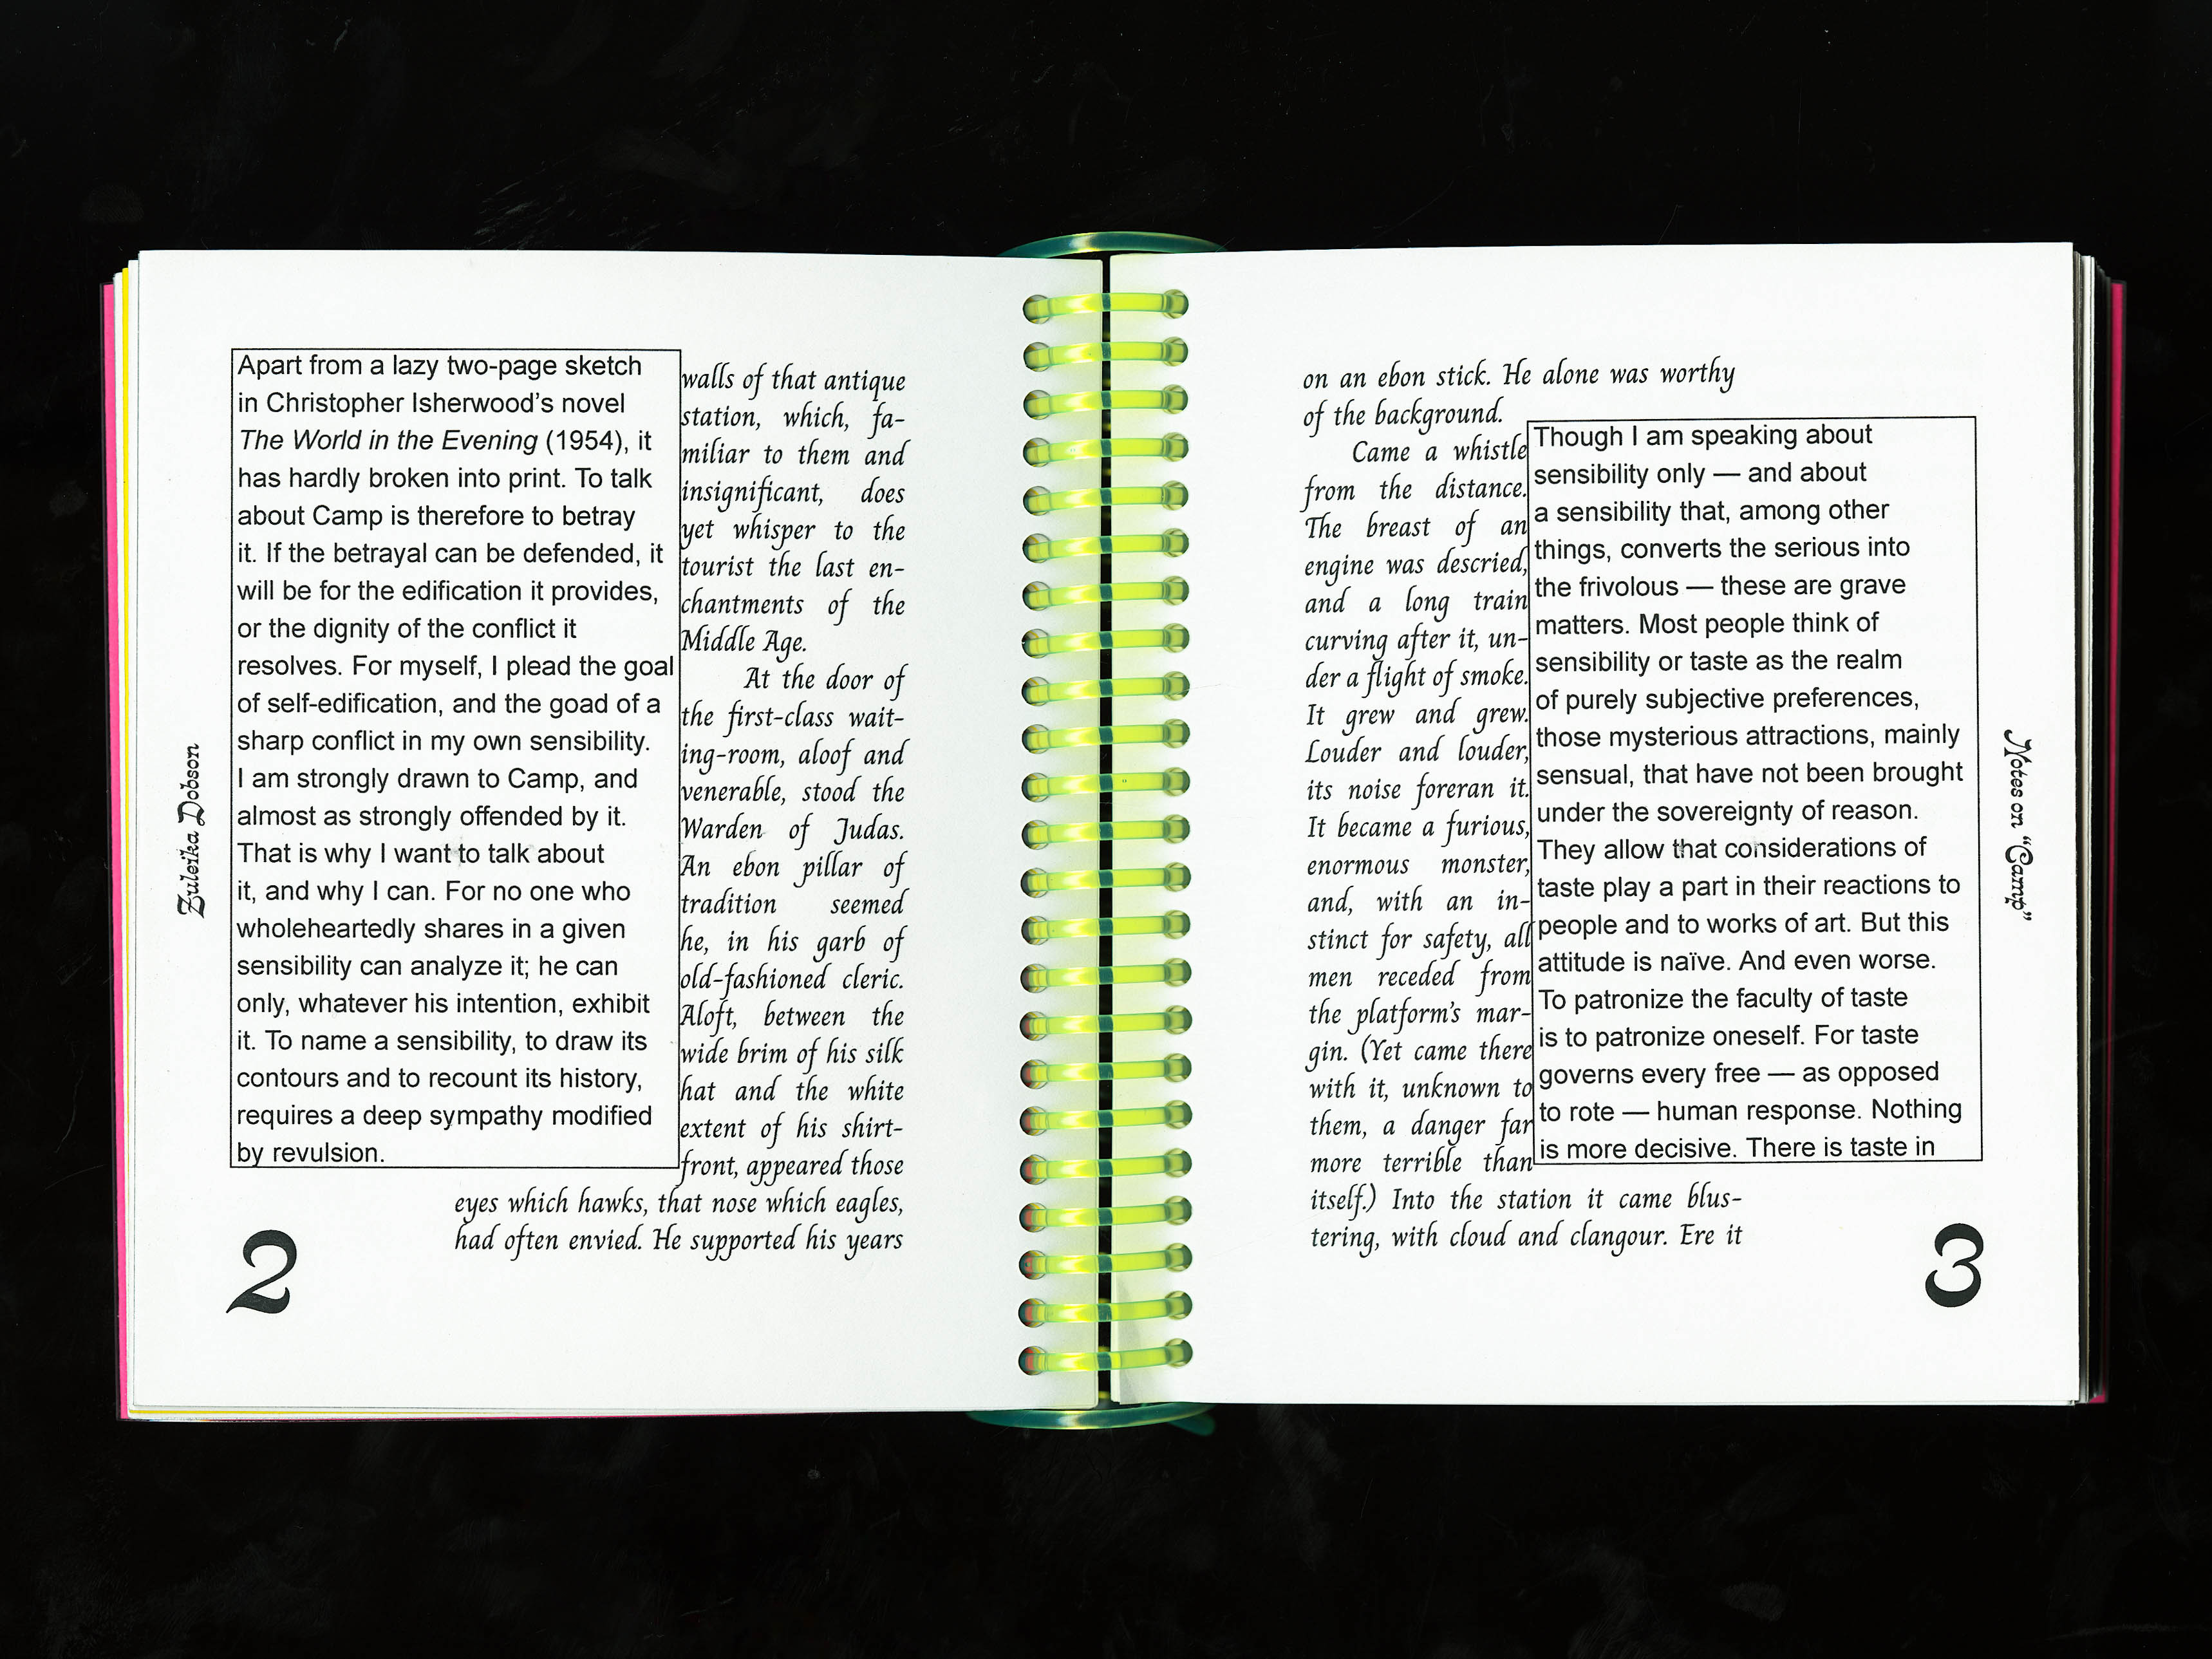 Zuleika Dobson
Apart from a lazy two-page sketch
in Christopher Isherwood's novel
The World in the Evening (1954), it
has hardly broken into print. To talk
about Camp is therefore to betray
it. If the betrayal can be defended, it
will be for the edification it provides,
or the dignity of the conflict it
resolves. For myself, I plead the goal
of self-edification, and the goad of a
sharp conflict in my own sensibility.
I am strongly drawn to Camp, and
almost as strongly offended by it.
That is why I want to talk about
it, and why I can. For no one who
wholeheartedly shares in a given
sensibility can analyze it; he can
only, whatever his intention, exhibit
it. To name a sensibility, to draw its
contours and to recount its history,
requires a deep sympathy modified
by revulsion.
walls of that antique
station, which, fa-
miliar to them and
insignificant, does
yet whisper to the
tourist the last en-
chantments of the
Middle Age.
At the door of
the first-class wait-
ing-room, aloof and
venerable, stood the
Warden of Judas.
An ebon pillar of
tradition seemed
he, in his garb of
old-fashioned cleric.
Aloft, between the
wide brim of his silk
hat and the white
extent of his shirt-
front, appeared those
eyes which hawks, that nose which eagles,
had often envied. He supported his years
2
on an ebon stick. He alone was worthy
of the background.
Came a whistle
from the distance.
The breast of an
engine was descried,
and a long train
curving after it, un-
der a flight of smoke.
It grew and grew.
Louder and louder,
its noise foreran it.
It became a furious,
enormous monster,
and, with an in-
stinct for safety, all
men receded from
the platform's mar-
gin. (Yet came there
with it, unknown to
them, a danger far
more terrible than
itself.) Into the station it came blus-
tering, with cloud and clangour. Ere it
Though I am speaking about
sensibility only — and about
a sensibility that, among other
things, converts the serious into
the frivolous — these are grave
matters. Most people think of
sensibility or taste as the realm
of purely subjective preferences,
those mysterious attractions, mainly
sensual, that have not been brought
under the sovereignty of reason.
They allow that considerations of
taste play a part in their reactions to
people and to works of art. But this
attitude is naïve. And even worse.
To patronize the faculty of taste
is to patronize oneself. For taste
governs every free — as opposed
to rote — human response. Nothing
is more decisive. There is taste in
Notes on “Camp”
3